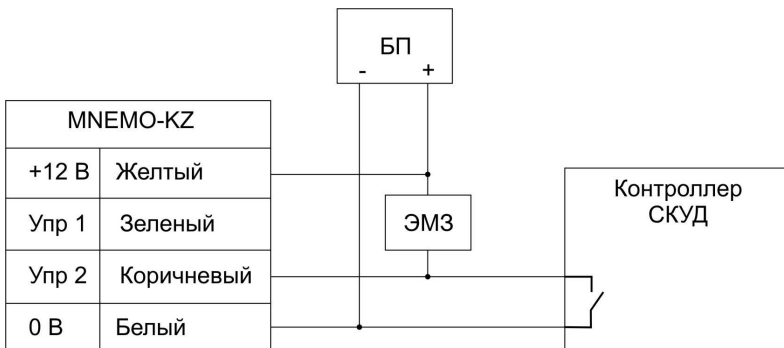 БП
- +
MNEMO-KZ
+12 В Желтый
Упр 1 Зеленый
Упр 2 Коричневый
0 В Белый
ЭМЗ
Контроллер
СКУД